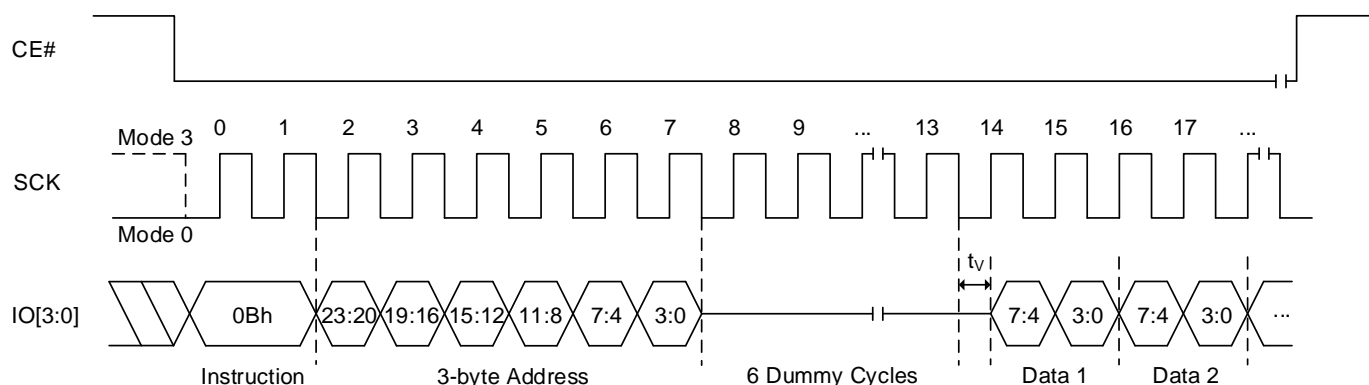 CE#
0 1 2 3 4 5 6 7 8 9 ... 13 14 15 16 17 ...
Mode 3
SCK
Mode 0
tV
IO[3:0] 0Bh 23:20 19:16 15:12 11:8 7:4 3:0 7:4 3:0 7:4 3:0 ...
Instruction 3-byte Address 6 Dummy Cycles Data 1 Data 2